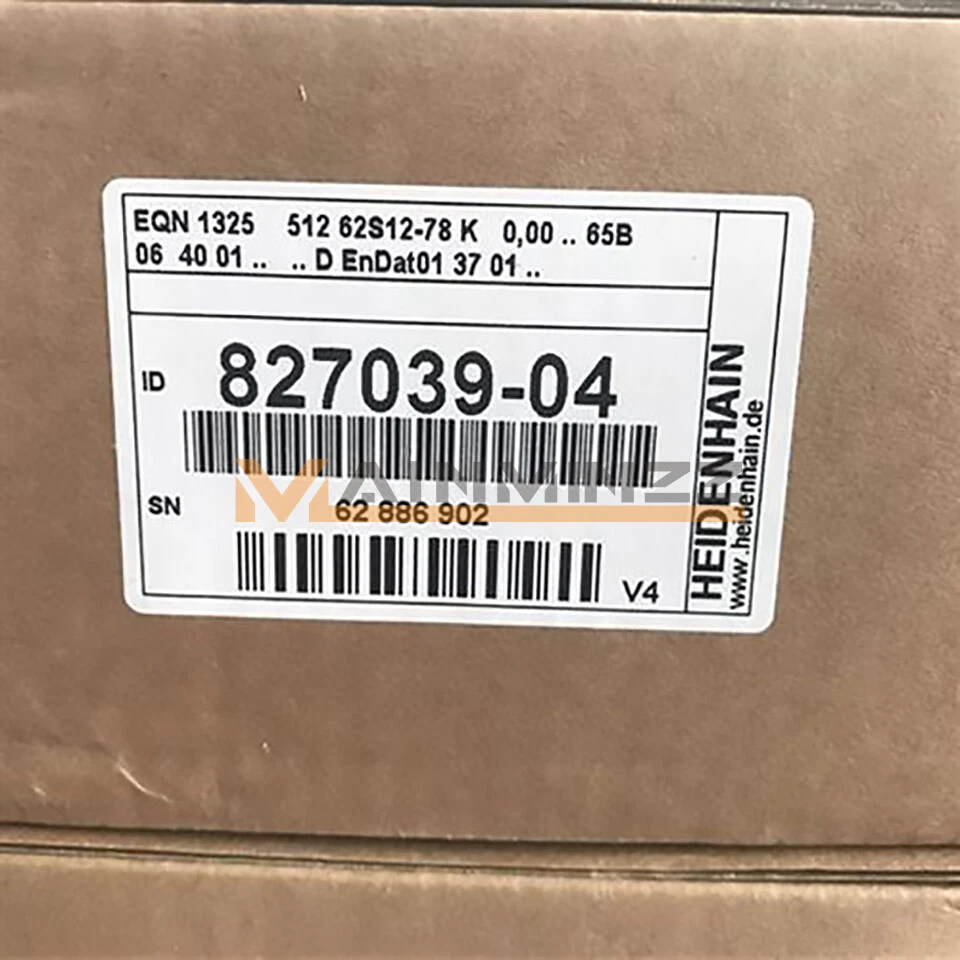 EQN 1325 512 62S12-78 K 0,00 .. 65B
06 40 01 .. .. D EnDat01 37 01 ..
ID 827039-04
MAINMINZE
SN 62 886 902
V4
HEIDENHAIN
www.heidenhain.de